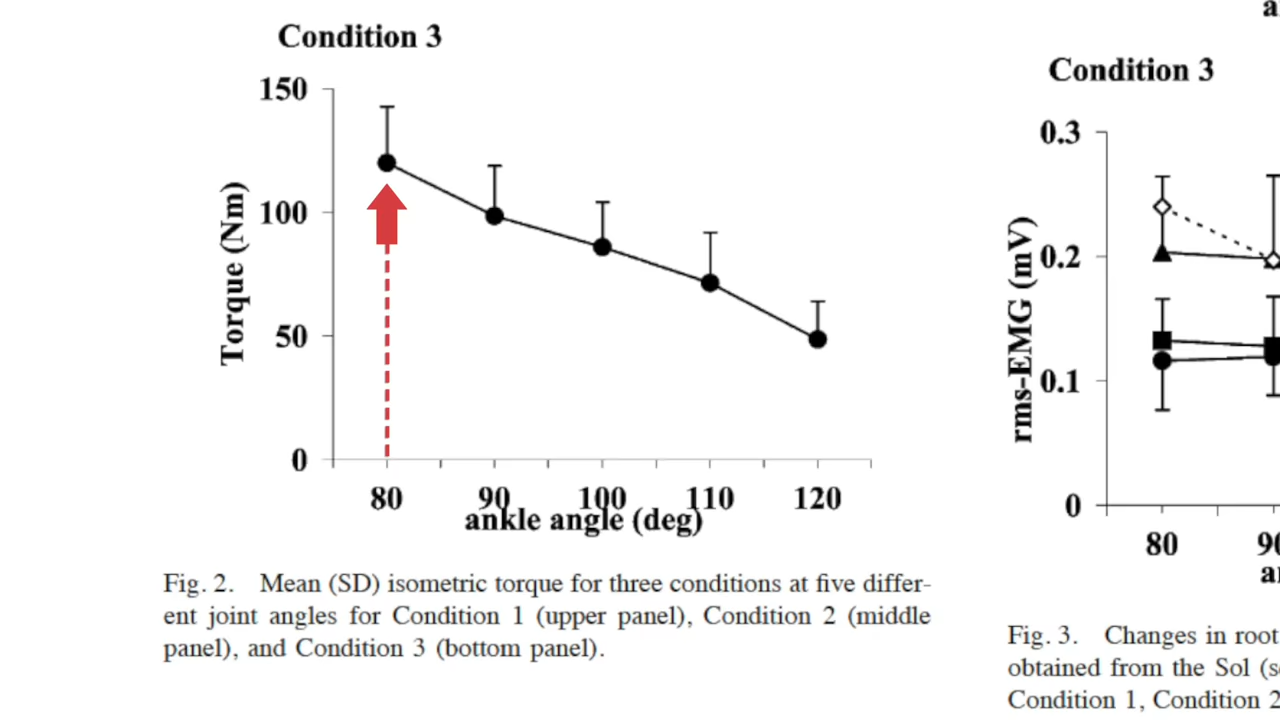 Condition 3
150
100
50
0
Torque (Nm)
80 90 100 110 120
ankle angle (deg)
Fig. 2. Mean (SD) isometric torque for three conditions at five differ-
ent joint angles for Condition 1 (upper panel), Condition 2 (middle
panel), and Condition 3 (bottom panel).
Condition 3
0.3
0.2
0.1
0
rms-EMG (mV)
80 90
Fig. 3. Changes in root
obtained from the Sol (s
Condition 1, Condition 2